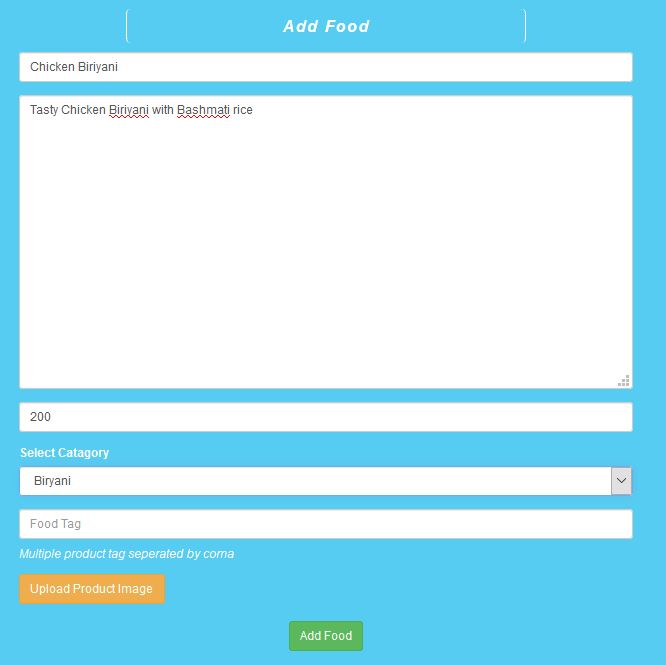 Add Food
Chicken Biriyani
Tasty Chicken Biriyani with Bashmati rice
200
Select Catagory
Biryani
Food Tag
Multiple product tag seperated by coma
Upload Product Image
Add Food